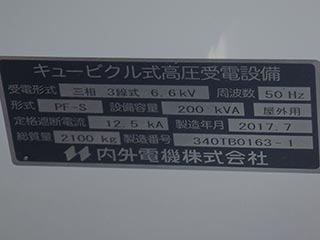 キュービクル式高圧受電設備
受電形式 三相 3線式 6.6kV 周波数 50 Hz
形式 PF-S 設備容量 200 kVA 屋外用
定格遮断電流 12.5 kA 製造年月 2017.7
総質量 2100 kg 製造番号 340TB0163-1
内外電機株式会社